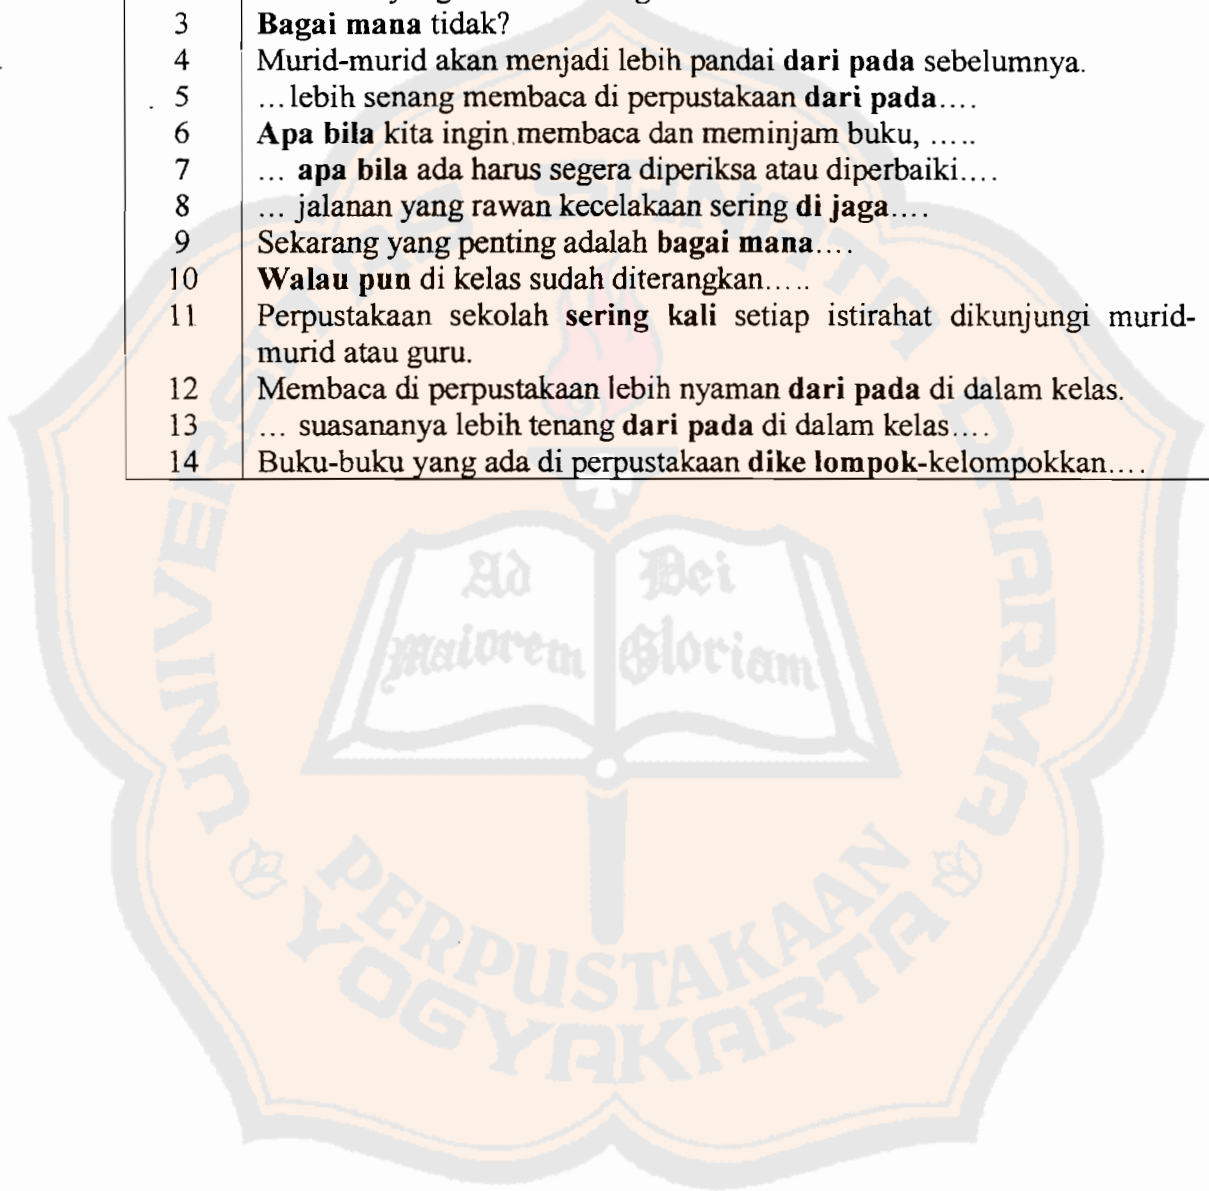 3 Bagai mana tidak?
4 Murid-murid akan menjadi lebih pandai dari pada sebelumnya.
5 ...lebih senang membaca di perpustakaan dari pada....
6 Apa bila kita ingin membaca dan meminjam buku, .....
7 ... apa bila ada harus segera diperiksa atau diperbaiki....
8 ... jalanan yang rawan kecelakaan sering di jaga....
9 Sekarang yang penting adalah bagai mana....
10 Walau pun di kelas sudah diterangkan.....
11 Perpustakaan sekolah sering kali setiap istirahat dikunjungi murid-
murid atau guru.
12 Membaca di perpustakaan lebih nyaman dari pada di dalam kelas.
13 ... suasananya lebih tenang dari pada di dalam kelas....
14 Buku-buku yang ada di perpustakaan dike lompok-kelompokkan....
UNIVERSITAS SANATA DHARMA
Ad Dei
maiorem Gloriam
PERPUSTAKAAN
YOGYAKARTA